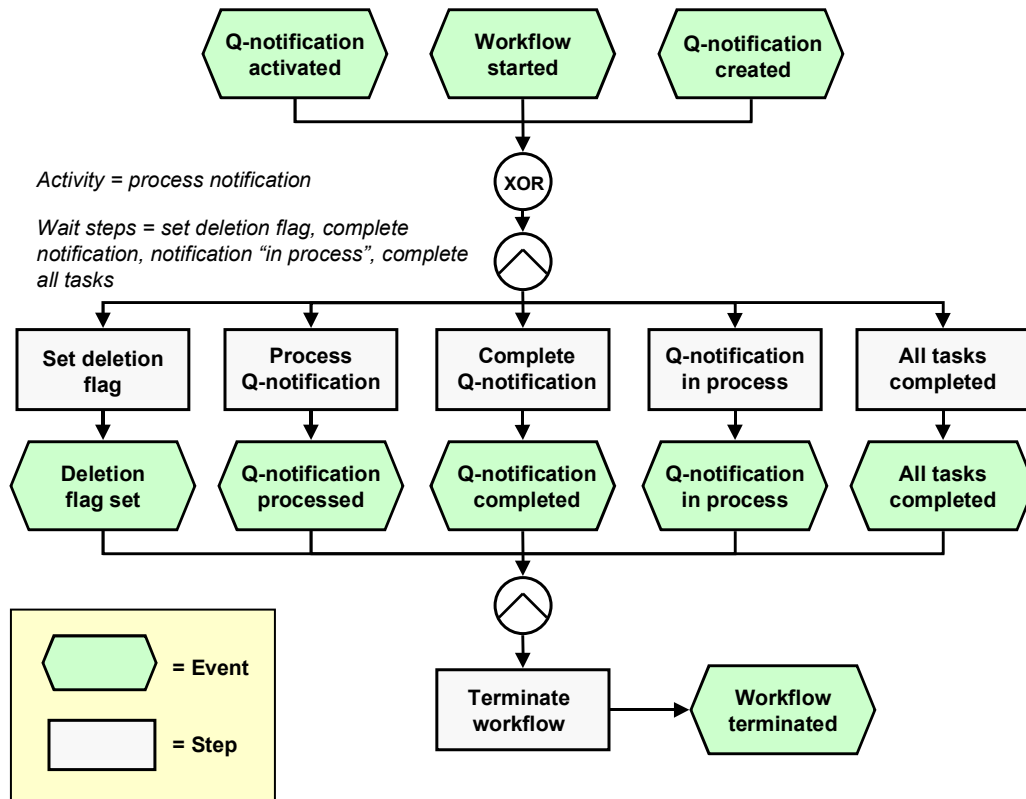 Q-notification
activated
Workflow
started
Q-notification
created
XOR
Activity = process notification
Wait steps = set deletion flag, complete
notification, notification “in process”, complete
all tasks
Set deletion
flag
Process
Q-notification
Complete
Q-notification
Q-notification
in process
All tasks
completed
Deletion
flag set
Q-notification
processed
Q-notification
completed
Q-notification
in process
All tasks
completed
= Event
= Step
Terminate
workflow
Workflow
terminated